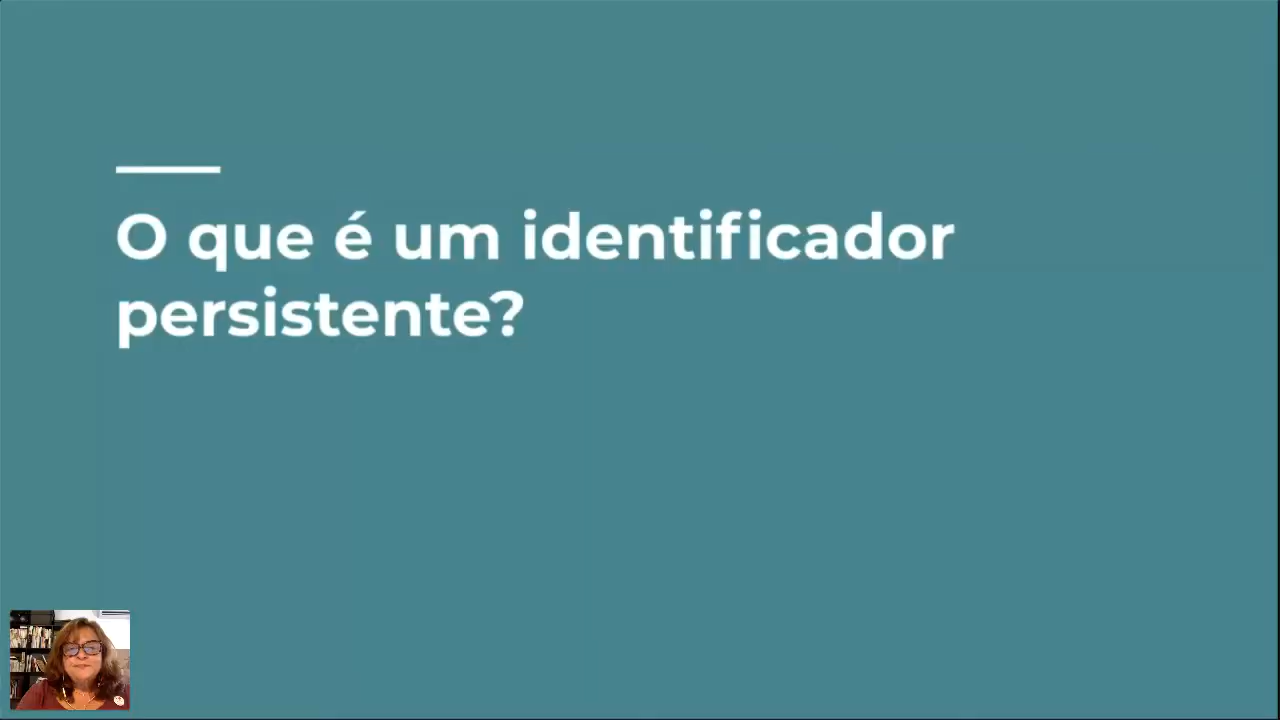 O que é um identificador
persistente?